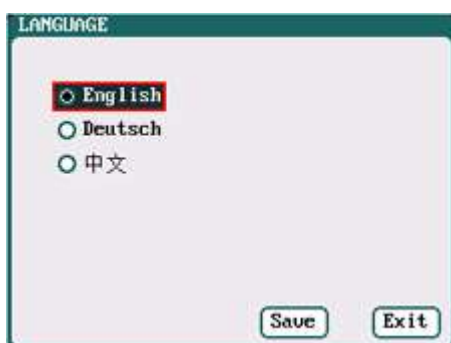 LANGUAGE
English
Deutsch
中文
Save Exit